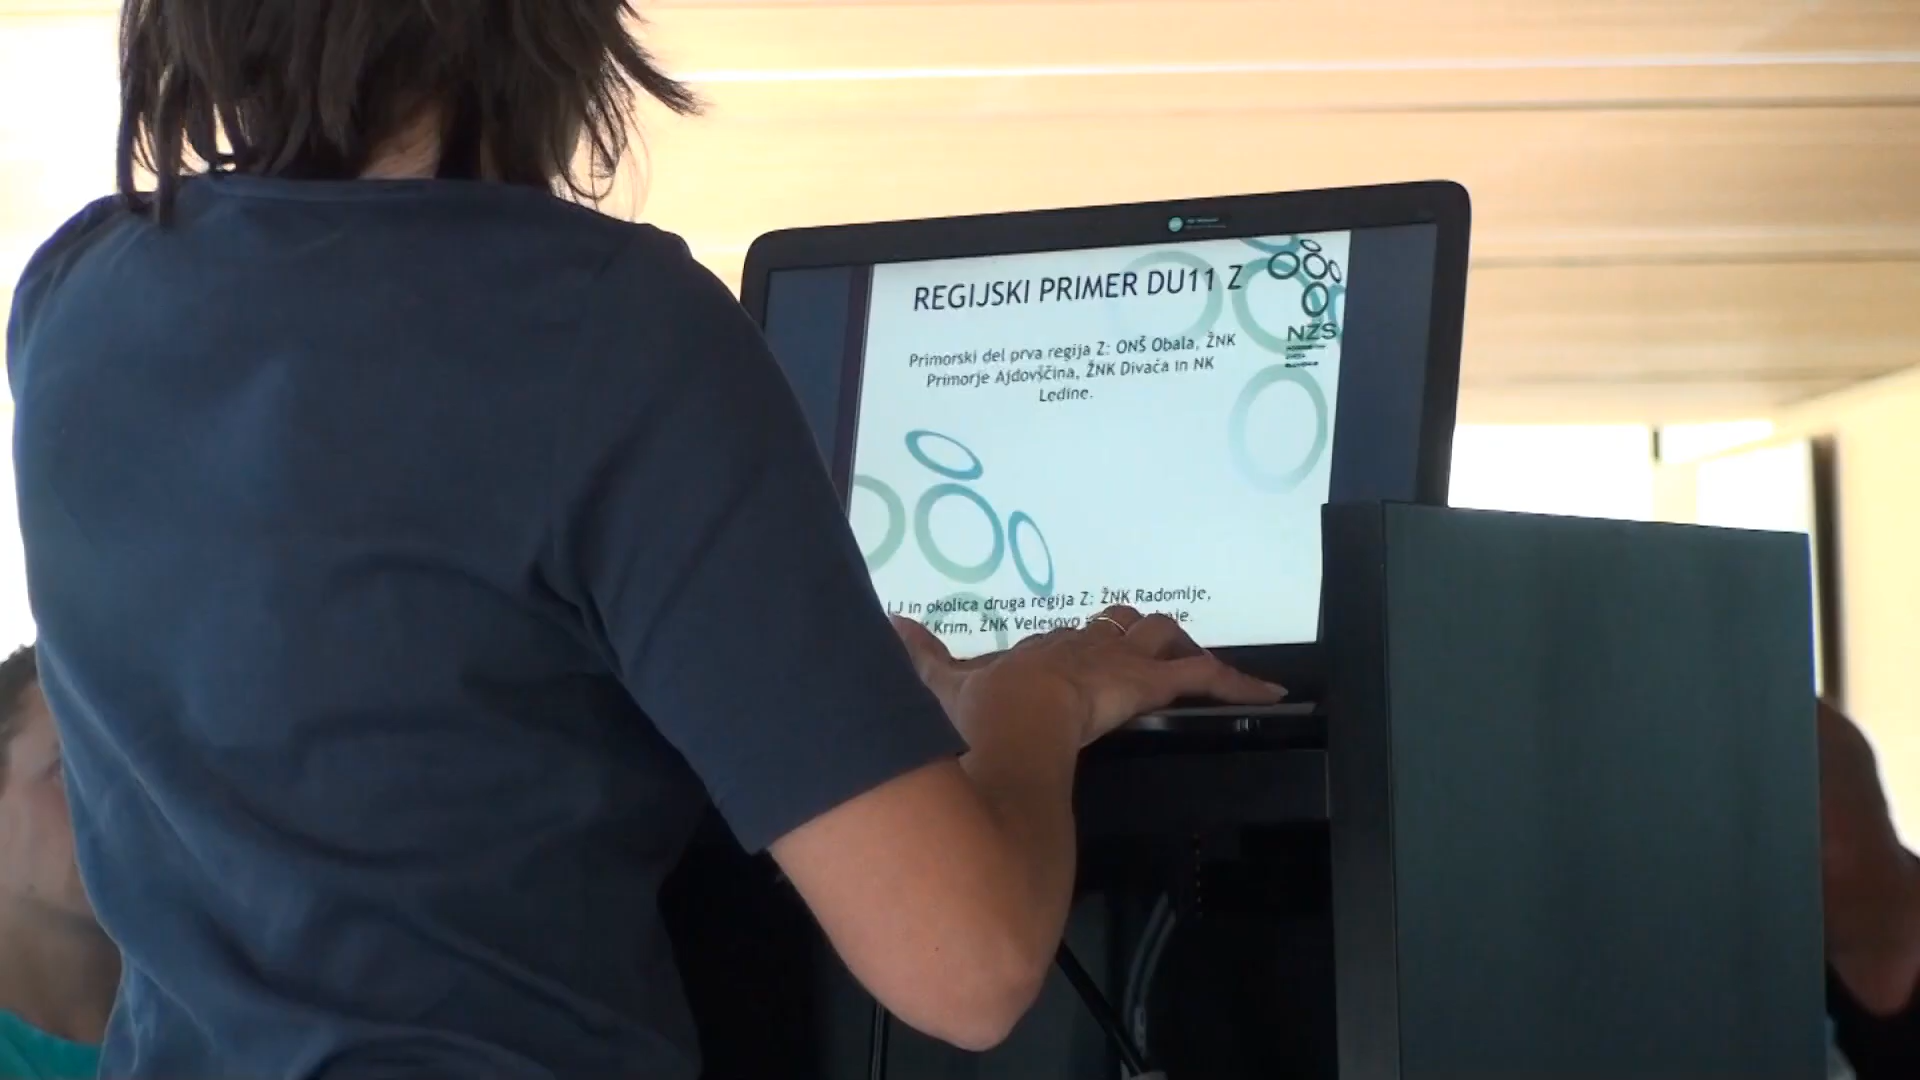 REGIJSKI PRIMER DU11 Z
NZS
Primorski del prva regija Z: ONŠ Obala, ŽNK
Primorje Ajdovščina, ŽNK Divača in NK
Ledine.
LJ in okolica druga regija Z: ŽNK Radomlje,
Krim, ŽNK Velesovo